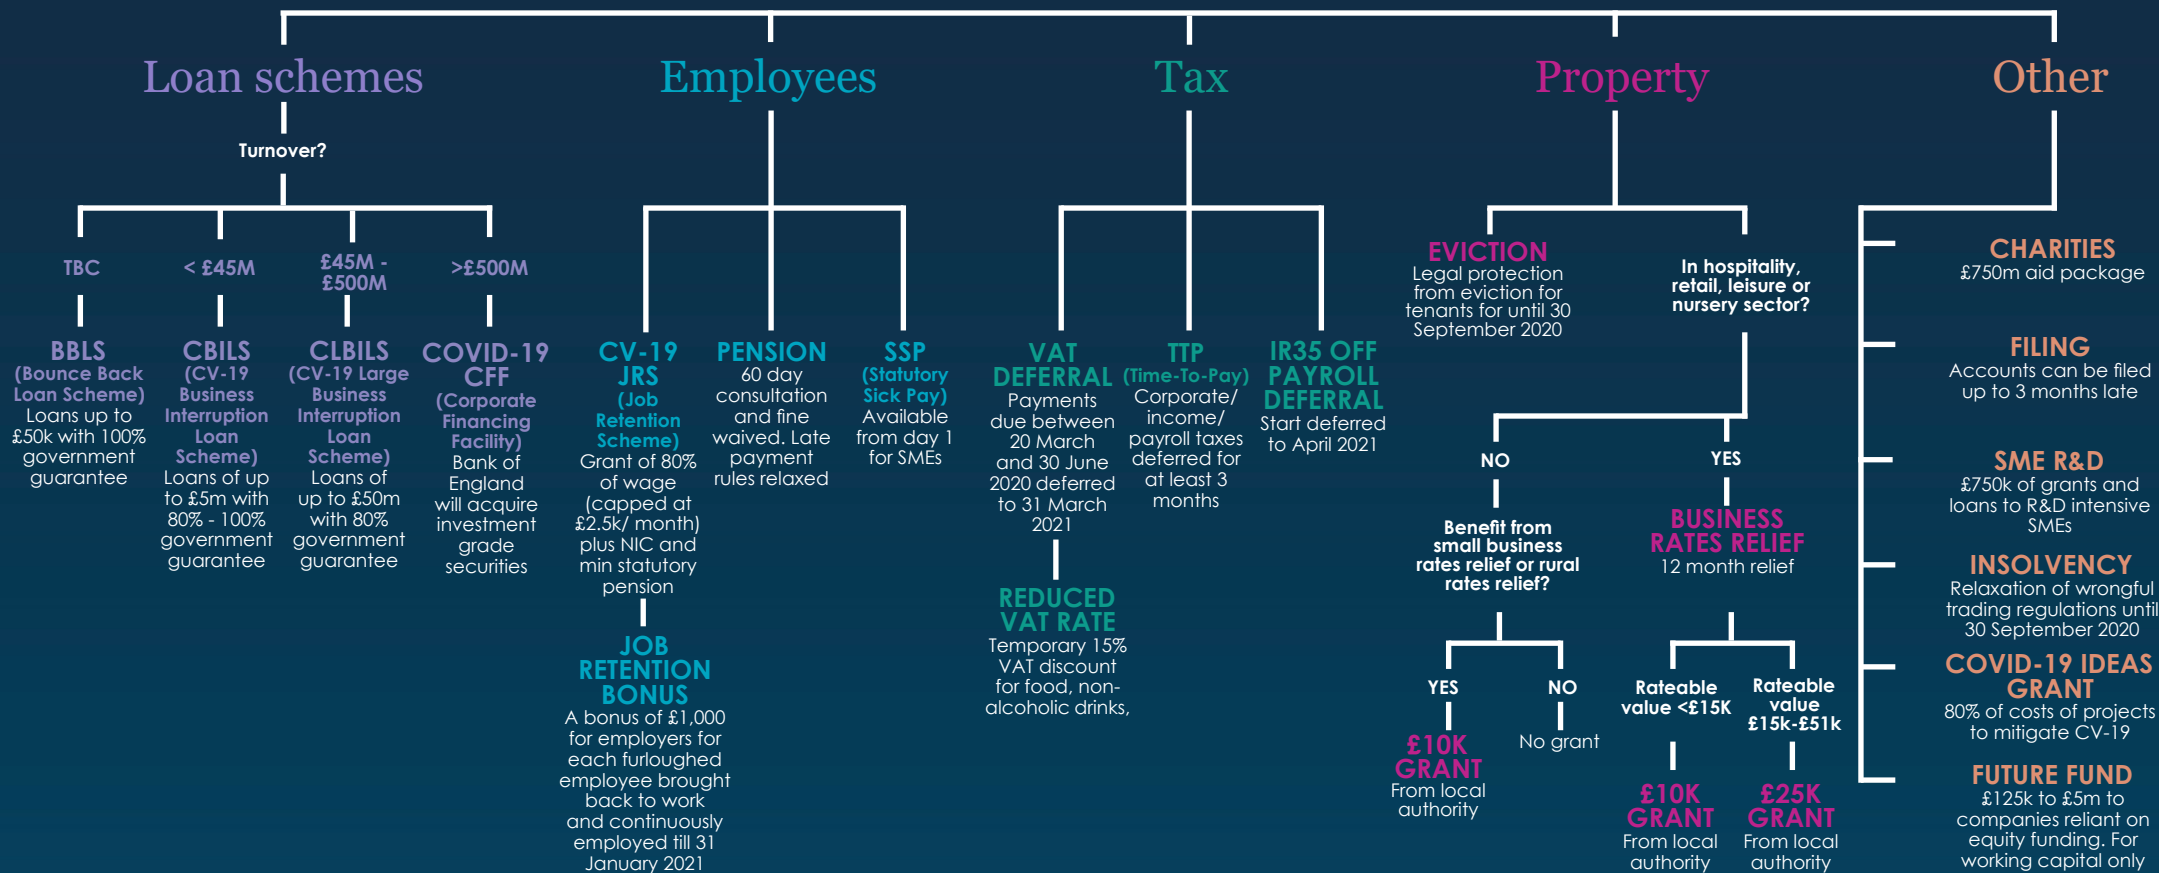 Loan schemes
Turnover?
TBC
BBLS
(Bounce Back
Loan Scheme)
Loans up to
£50k with 100%
government
guarantee
< £45M
CBILS
(CV-19
Business
Interruption
Loan
Scheme)
Loans of up
to £5m with
80% - 100%
government
guarantee
£45M -
£500M
CLBILS
(CV-19 Large
Business
Interruption
Loan
Scheme)
Loans of
up to £50m
with 80%
government
guarantee
>£500M
COVID-19
CFF
(Corporate
Financing
Facility)
Bank of
England
will acquire
investment
grade
securities
Employees
CV-19
JRS
(Job
Retention
Scheme)
Grant of 80%
of wage
(capped at
£2.5k/ month)
plus NIC and
min statutory
pension
JOB
RETENTION
BONUS
A bonus of £1,000
for employers for
each furloughed
employee brought
back to work
and continuously
employed till 31
January 2021
PENSION
60 day
consultation
and fine
waived. Late
payment
rules relaxed
SSP
(Statutory
Sick Pay)
Available
from day 1
for SMEs
Tax
VAT
DEFERRAL
Payments
due between
20 March
and 30 June
2020 deferred
to 31 March
2021
REDUCED
VAT RATE
Temporary 15%
VAT discount
for food, non-
alcoholic drinks,
TTP
(Time-To-Pay)
Corporate/
income/
payroll taxes
deferred for
at least 3
months
IR35 OFF
PAYROLL
DEFERRAL
Start deferred
to April 2021
Property
EVICTION
Legal protection
from eviction for
tenants for until 30
September 2020
In hospitality,
retail, leisure or
nursery sector?
NO
Benefit from
small business
rates relief or rural
rates relief?
YES
£10K
GRANT
From local
authority
NO
No grant
YES
BUSINESS
RATES RELIEF
12 month relief
Rateable
value <£15K
£10K
GRANT
From local
authority
Rateable
value
£15k-£51k
£25K
GRANT
From local
authority
Other
CHARITIES
£750m aid package
FILING
Accounts can be filed
up to 3 months late
SME R&D
£750k of grants and
loans to R&D intensive
SMEs
INSOLVENCY
Relaxation of wrongful
trading regulations until
30 September 2020
COVID-19 IDEAS
GRANT
80% of costs of projects
to mitigate CV-19
FUTURE FUND
£125k to £5m to
companies reliant on
equity funding. For
working capital only